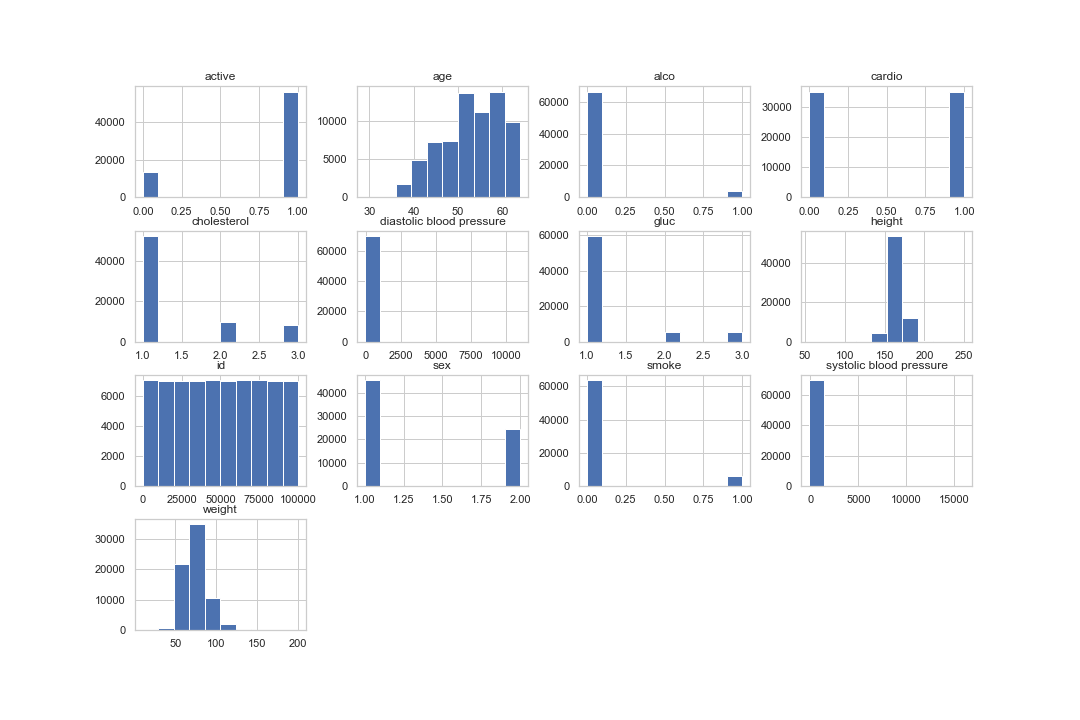 active
age
alco
cardio
40000
20000
0
0.00 0.25 0.50 0.75 1.00
10000
5000
0
30 40 50 60
60000
40000
20000
0
0.00 0.25 0.50 0.75 1.00
30000
20000
10000
0
0.00 0.25 0.50 0.75 1.00
cholesterol
diastolic blood pressure
gluc
height
40000
20000
0
1.0 1.5 2.0 2.5 3.0
60000
40000
20000
0
0 2500 5000 7500 10000
60000
40000
20000
0
1.0 1.5 2.0 2.5 3.0
40000
20000
0
50 100 150 200 250
id
sex
smoke
systolic blood pressure
6000
4000
2000
0
0 25000 50000 75000 100000
40000
30000
20000
10000
0
1.00 1.25 1.50 1.75 2.00
60000
40000
20000
0
0.00 0.25 0.50 0.75 1.00
60000
40000
20000
0
0 5000 10000 15000
weight
30000
20000
10000
0
50 100 150 200